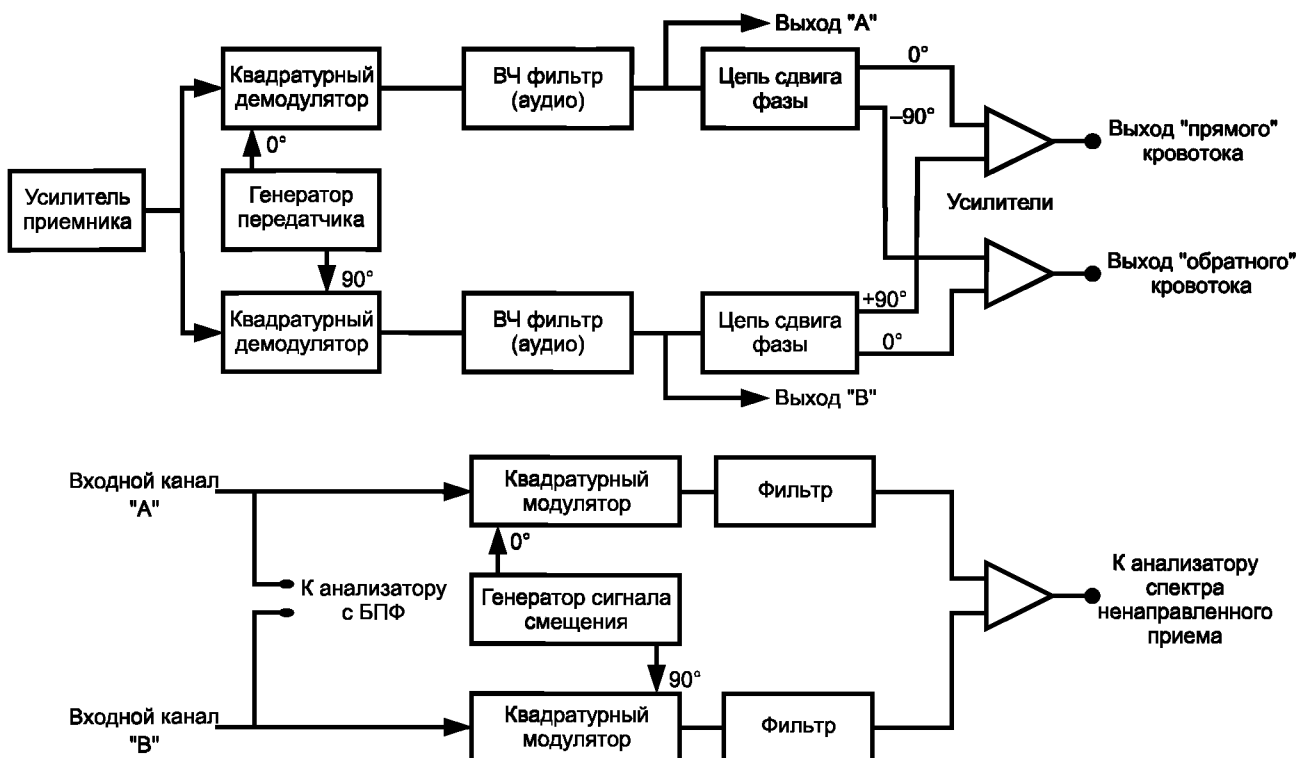 Выход "А"
Квадратурный
демодулятор
ВЧ фильтр
(аудио)
Цепь сдвига
фазы
0°
–90°
0°
Выход "прямого"
кровотока
Усилитель
приемника
Генератор
передатчика
Усилители
90°
Выход "обратного"
кровотока
Квадратурный
демодулятор
ВЧ фильтр
(аудио)
Цепь сдвига
фазы
+90°
0°
Выход "В"
Входной канал
"А"
Квадратурный
модулятор
Фильтр
0°
К анализатору
с БПФ
Генератор сигнала
смещения
К анализатору
спектра
ненаправленного
приема
90°
Входной канал
"В"
Квадратурный
модулятор
Фильтр